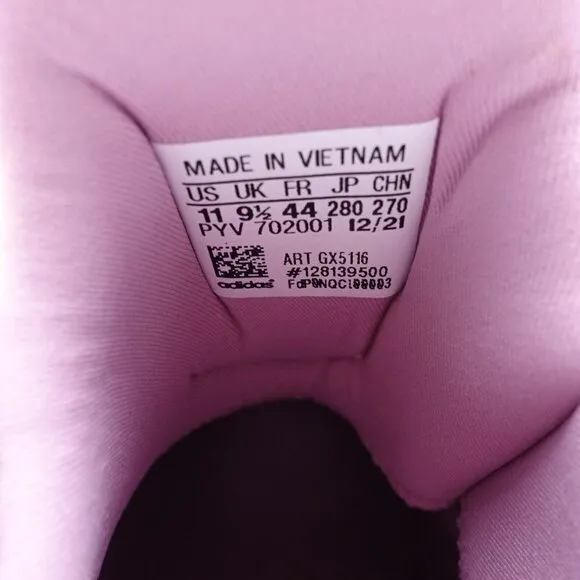 MADE IN VIETNAM
US UK FR JP CHN
11 9½ 44 280 270
PYV 702001 12/21
ART GX5116
#128139500
adidas